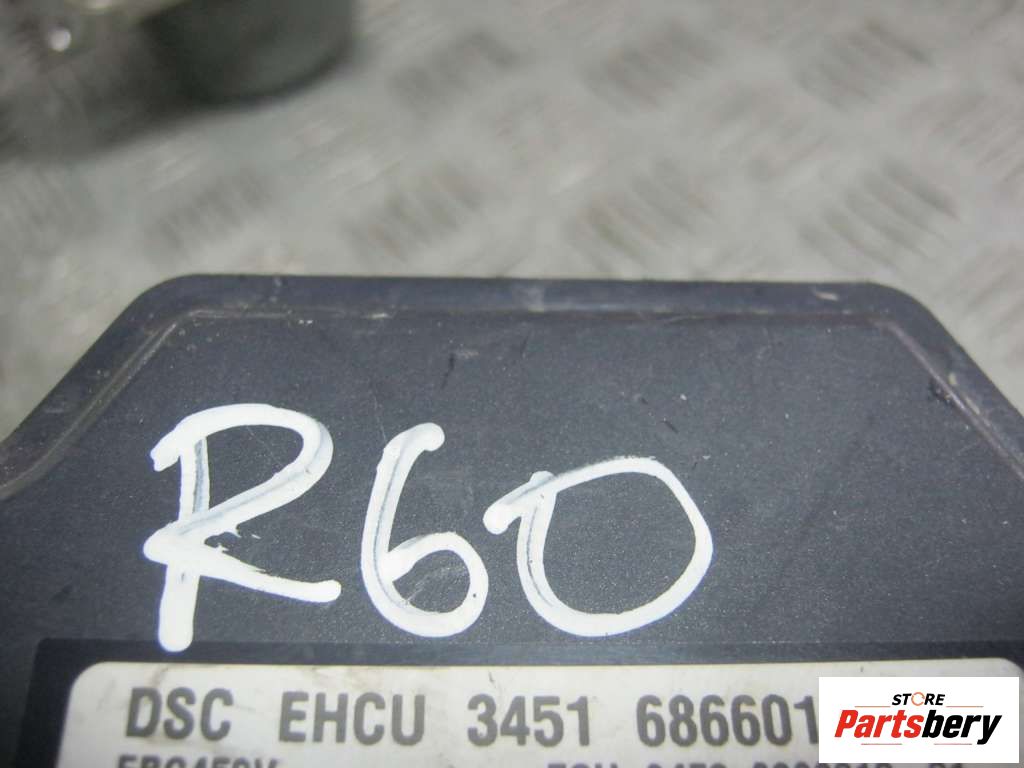 R60
DSC EHCU 3451 686601
STORE
Partsbery